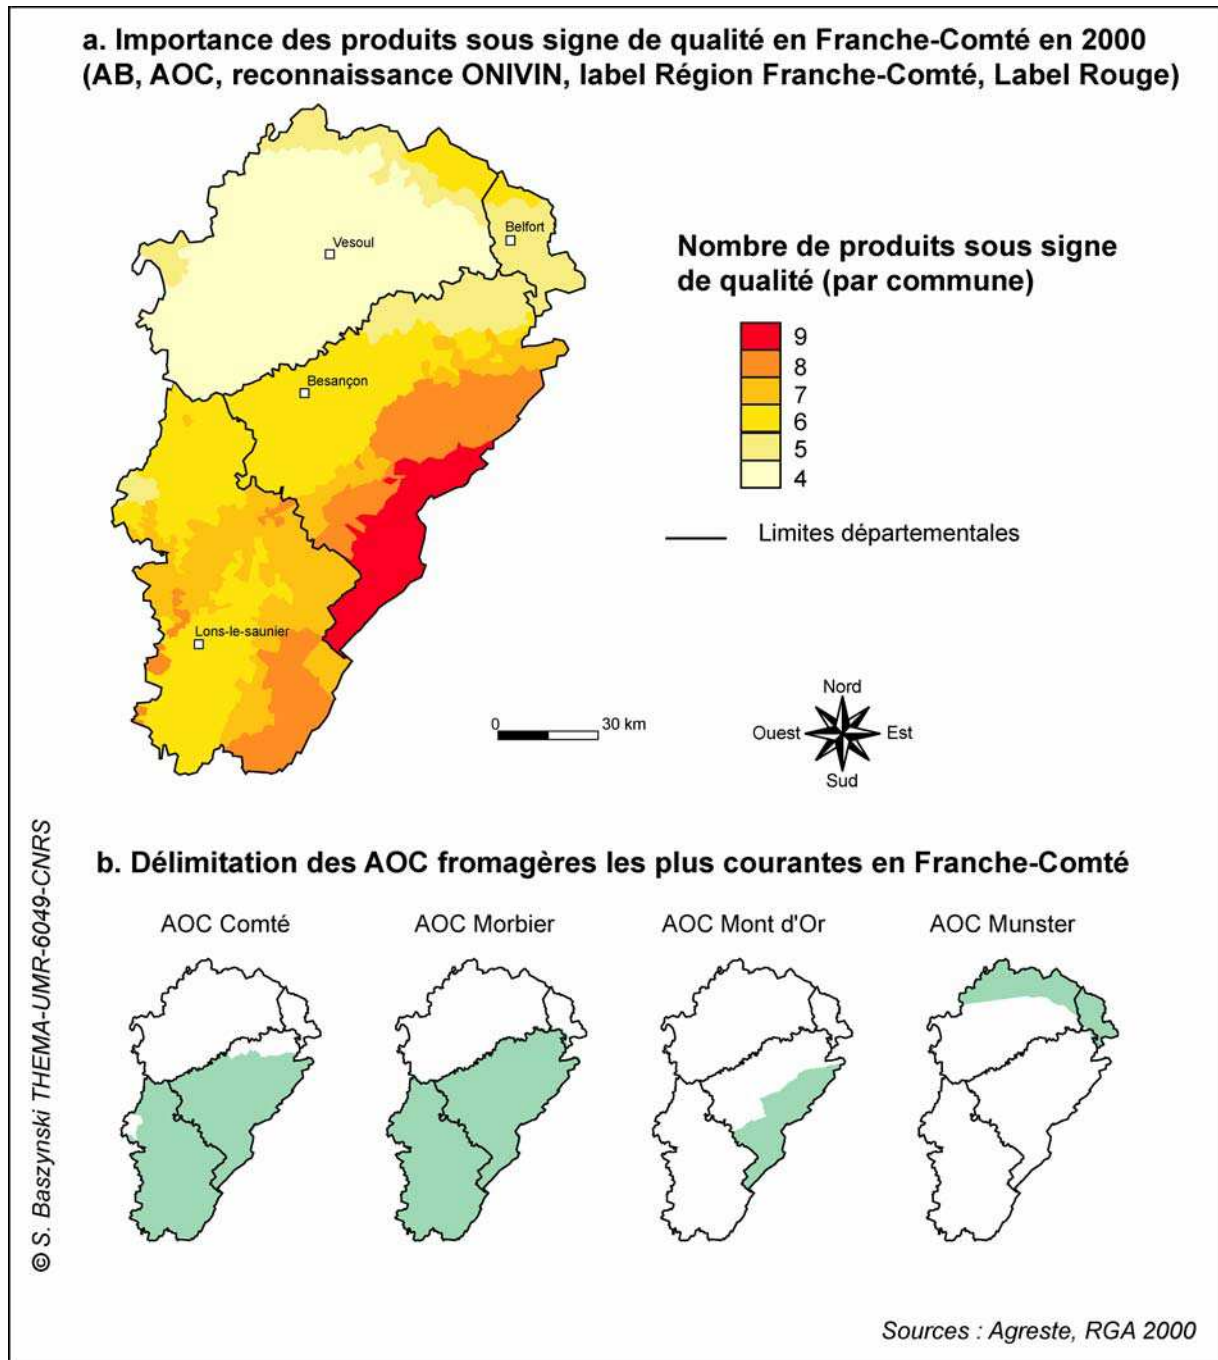 a. Importance des produits sous signe de qualité en Franche-Comté en 2000
(AB, AOC, reconnaissance ONIVIN, label Région Franche-Comté, Label Rouge)
Vesoul
Belfort
Besançon
Lons-le-saunier
Nombre de produits sous signe
de qualité (par commune)
9
8
7
6
5
4
Limites départementales
0 30 km
Nord
Ouest Est
Sud
b. Délimitation des AOC fromagères les plus courantes en Franche-Comté
AOC Comté
AOC Morbier
AOC Mont d'Or
AOC Munster
© S. Baszynski THEMA-UMR-6049-CNRS
Sources : Agreste, RGA 2000